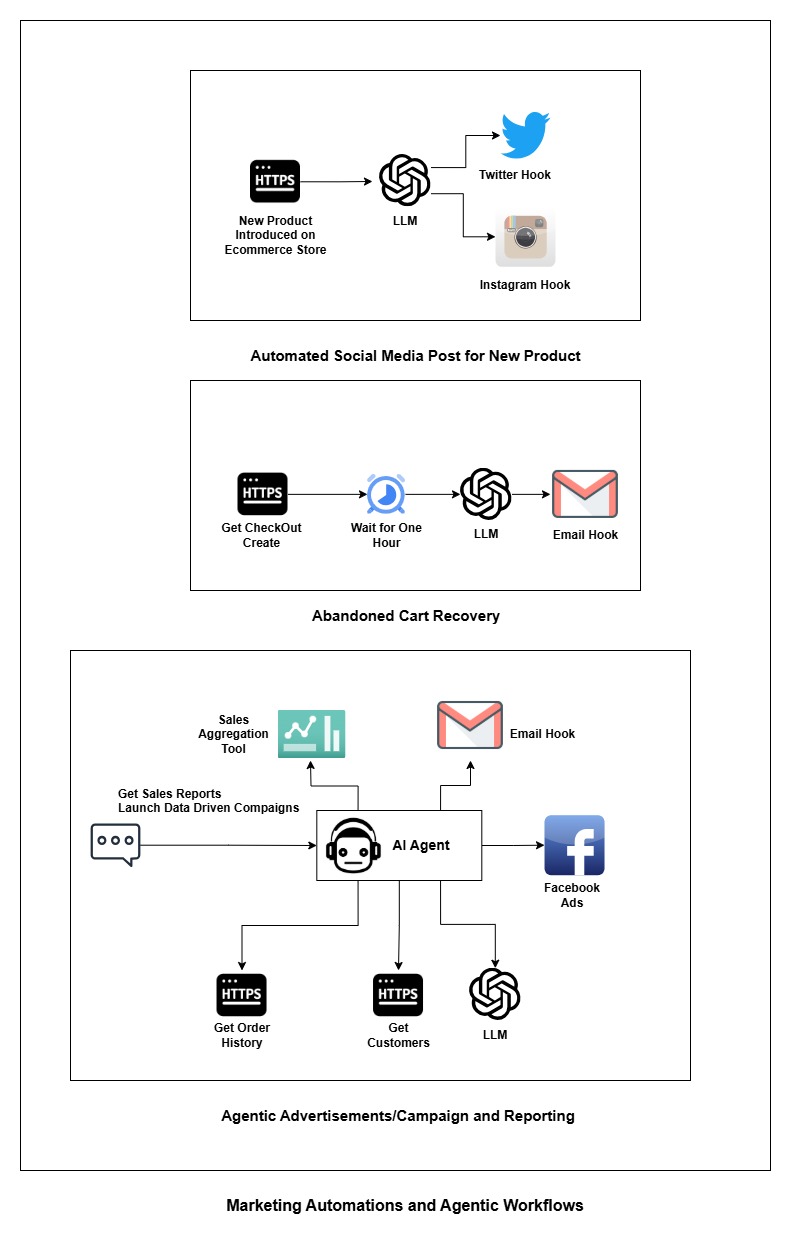 HTTPS
New Product
Introduced on
Ecommerce Store
LLM
Twitter Hook
Instagram Hook
Automated Social Media Post for New Product
HTTPS
Get CheckOut
Create
Wait for One
Hour
LLM
Email Hook
Abandoned Cart Recovery
Sales
Aggregation
Tool
Email Hook
Get Sales Reports
Launch Data Driven Compaigns
AI Agent
Facebook
Ads
HTTPS
Get Order
History
HTTPS
Get
Customers
LLM
Agentic Advertisements/Campaign and Reporting
Marketing Automations and Agentic Workflows